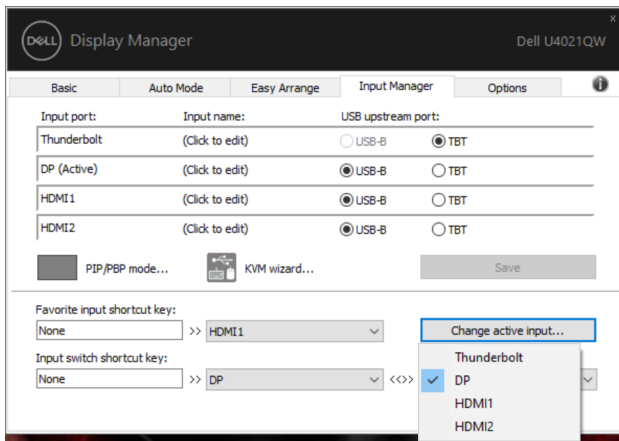 x
DELL Display Manager Dell U4021QW
Basic Auto Mode Easy Arrange Input Manager Options i
Input port: Input name: USB upstream port:
Thunderbolt (Click to edit) USB-B TBT
DP (Active) (Click to edit) USB-B TBT
HDMI1 (Click to edit) USB-B TBT
HDMI2 (Click to edit) USB-B TBT
PIP/PBP mode... KVM wizard... Save
Favorite input shortcut key:
None >> HDMI1 Change active input...
Input switch shortcut key: Thunderbolt
None >> DP <<>> DP
HDMI1
HDMI2